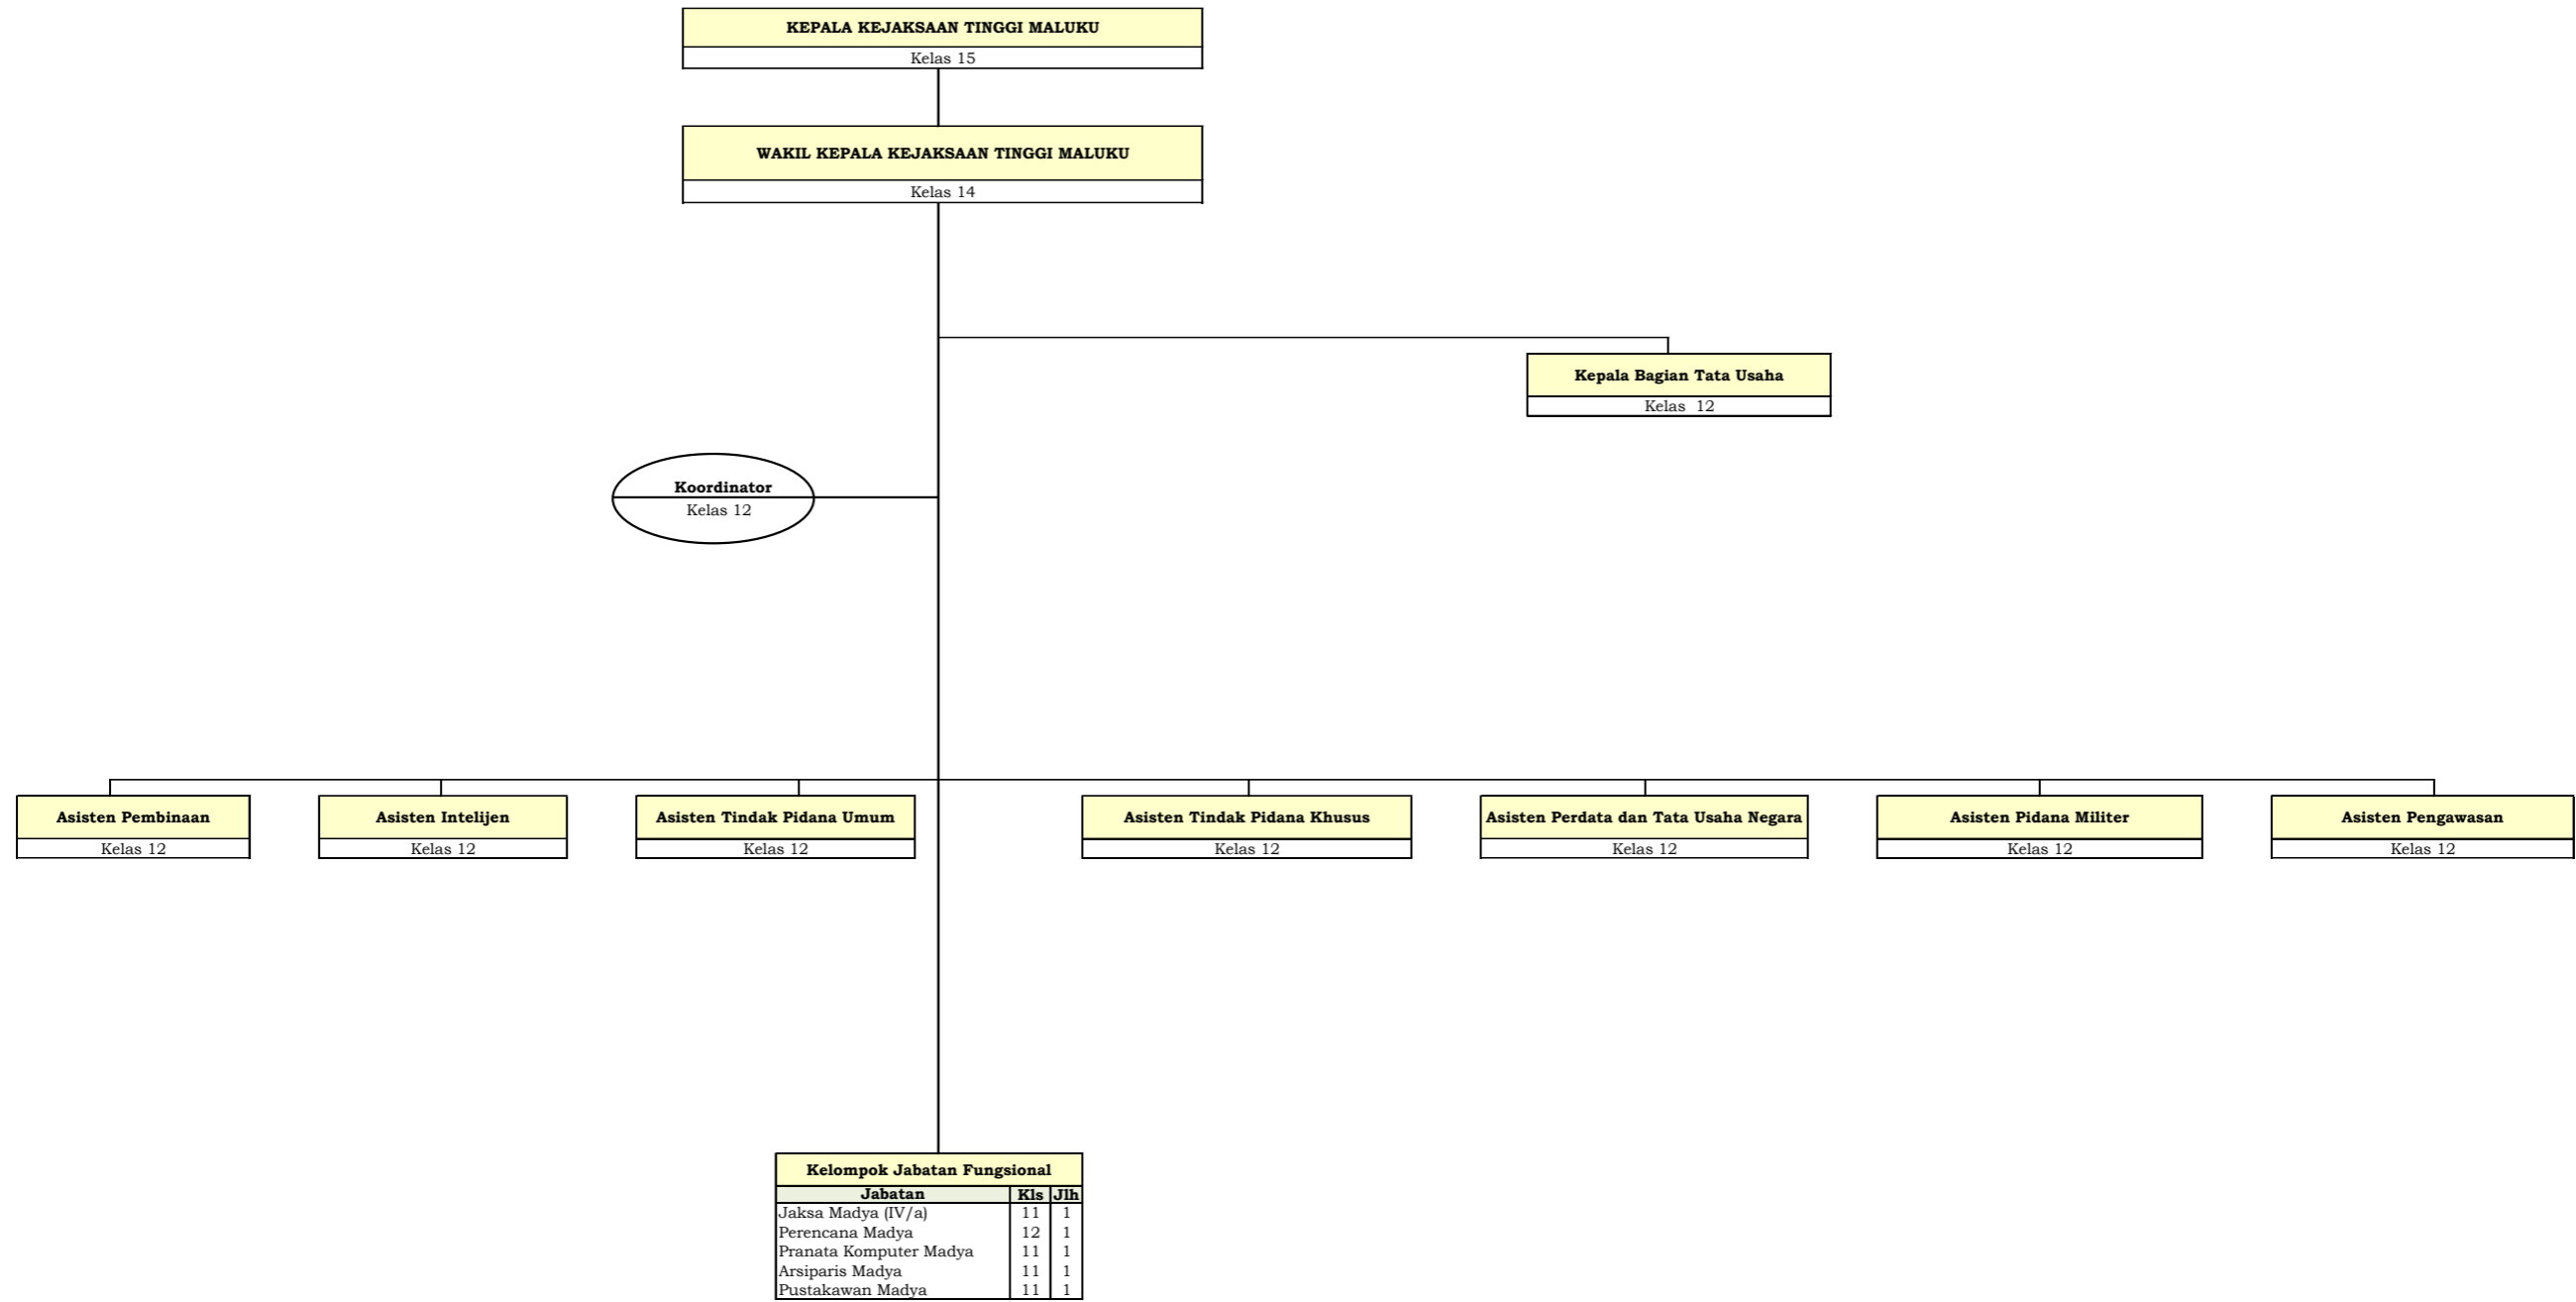 KEPALA KEJAKSAAN TINGGI MALUKU
Kelas 15
WAKIL KEPALA KEJAKSAAN TINGGI MALUKU
Kelas 14
Kepala Bagian Tata Usaha
Kelas  12
Koordinator
Kelas 12
Asisten Pembinaan
Kelas 12
Asisten Intelijen
Kelas 12
Asisten Tindak Pidana Umum
Kelas 12
Asisten Tindak Pidana Khusus
Kelas 12
Asisten Perdata dan Tata Usaha Negara
Kelas 12
Asisten Pidana Militer
Kelas 12
Asisten Pengawasan
Kelas 12
Kelompok Jabatan Fungsional
Jabatan Kls Jlh
Jaksa Madya (IV/a) 11 1
Perencana Madya 12 1
Pranata Komputer Madya 11 1
Arsiparis Madya 11 1
Pustakawan Madya 11 1